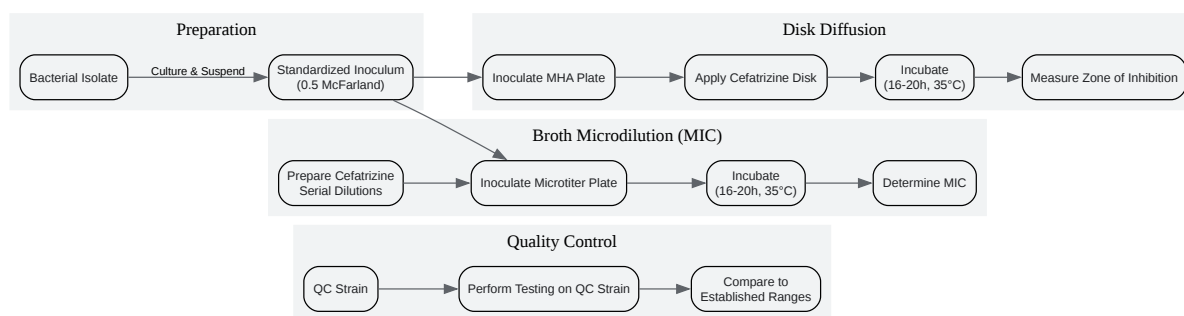 Preparation
Bacterial Isolate
Culture & Suspend
Standardized Inoculum
(0.5 McFarland)
Disk Diffusion
Inoculate MHA Plate
Apply Cefatrizine Disk
Incubate
(16-20h, 35°C)
Measure Zone of Inhibition
Broth Microdilution (MIC)
Prepare Cefatrizine
Serial Dilutions
Inoculate Microtiter Plate
Incubate
(16-20h, 35°C)
Determine MIC
Quality Control
QC Strain
Perform Testing on QC Strain
Compare to
Established Ranges